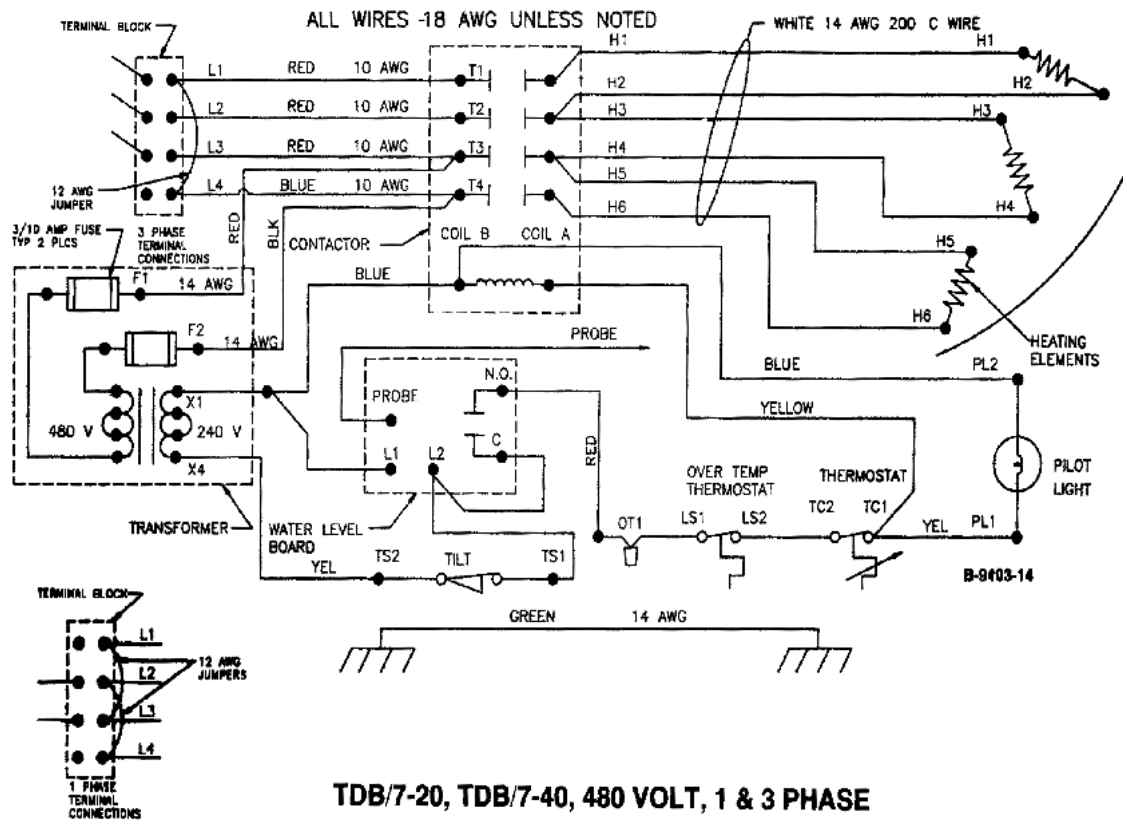 ALL WIRES -18 AWG UNLESS NOTED
TERMINAL BLOCK
WHITE 14 AWG 200 C WIRE
H1
H1
L1 RED 10 AWG T1
H2
H2
L2 RED 10 AWG T2
H3
H3
L3 RED 10 AWG T3
H4
H5
12 AWG
JUMPER
L4 BLUE 10 AWG T4
H6
H4
3/10 AMP FUSE
TYP 2 PLCS
3 PHASE
TERMINAL
CONNECTIONS
RED
BLK
CONTACTOR
COIL B COIL A
H5
F1
14 AWG
BLUE
H6
HEATING
ELEMENTS
F2
14 AWG
PROBE
BLUE
PL2
N.O.
PROBE
X1
480 V
240 V
X4
L1
L2
C
YELLOW
RED
OVER TEMP
THERMOSTAT
THERMOSTAT
PILOT
LIGHT
TRANSFORMER
WATER LEVEL
BOARD
OT1
LS1
LS2
TC2
TC1
YEL
PL1
YEL
TS2
TILT
TS1
B-9493-14
GREEN 14 AWG
TERMINAL BLOCK
L1
12 AWG
JUMPERS
L2
L3
L4
1 PHASE
TERMINAL
CONNECTIONS
TDB/7-20, TDB/7-40, 480 VOLT, 1 & 3 PHASE